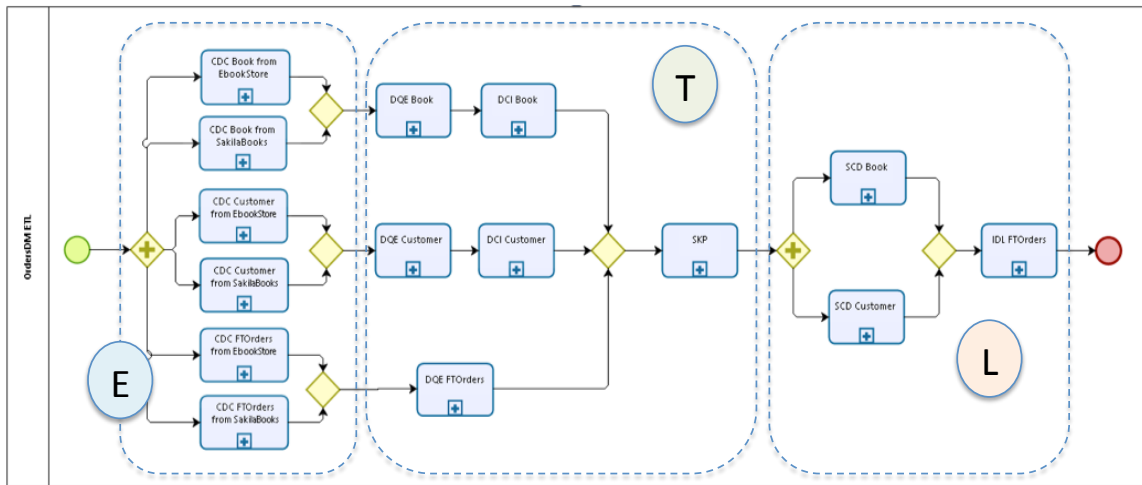 OrdersDM ETL
CDC Book from
EbookStore
CDC Book from
SakilaBooks
CDC Customer
from EbookStore
CDC Customer
from SakilaBooks
CDC FTOrders
from EbookStore
CDC FTOrders
from SakilaBooks
E
DQE Book
DCI Book
DQE Customer
DCI Customer
DQE FTOrders
SKP
T
SCD Book
SCD Customer
IDL FTOrders
L